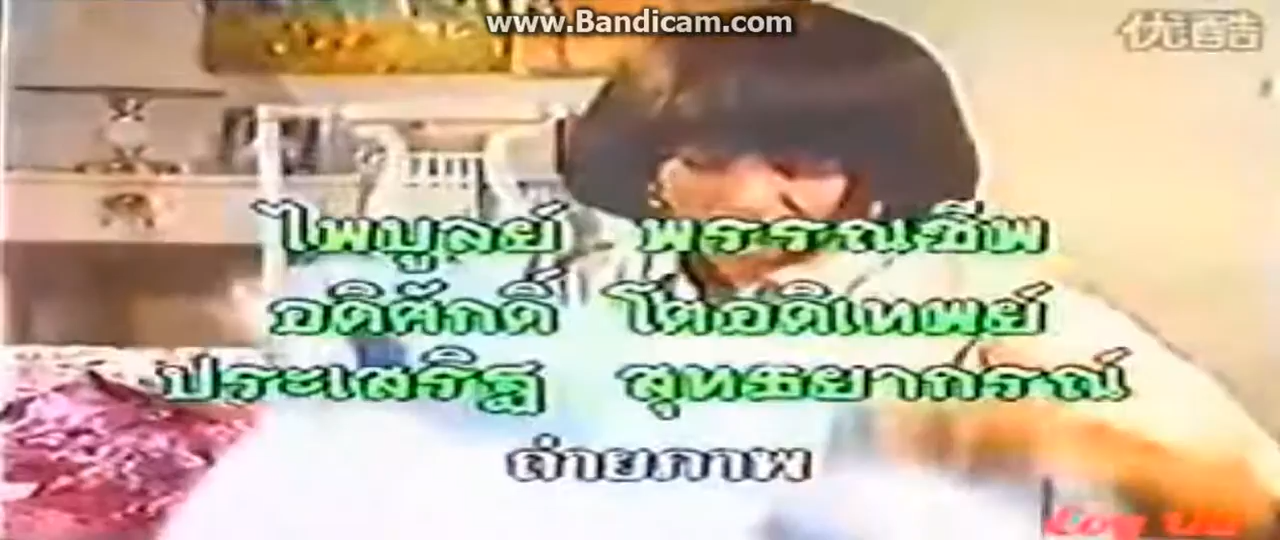 www.Bandicam.com
优酷
ไพบูลย์ พรรณชีพ
อดิศักดิ์ โตอดิเทพย์
ประเสริฐ สุทธยากรณ์
ถ่ายภาพ